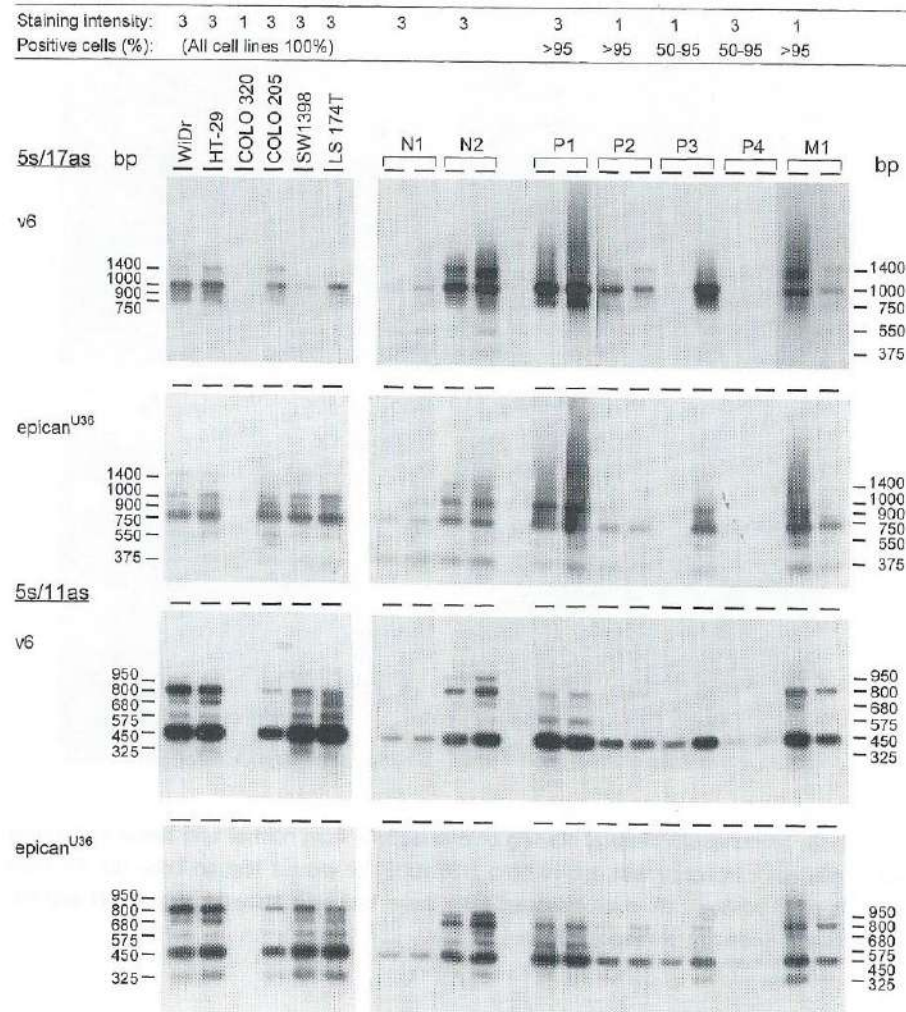 Staining intensity: 3 3 1 3 3 3 3 3 3 1 1 3 1
Positive cells (%): (All cell lines 100%) >95 >95 50-95 50-95 >95
WiDr HT-29 COLO 320 COLO 205 SW1398 LS 174T
N1 N2 P1 P2 P3 P4 M1
5s/17as bp bp
v6
1400 1400
1000 1000
900 750
750 550
375
epicanU36
1400 1400
1000 1000
900 900
750 750
550 550
375 375
5s/11as
v6
950 950
800 800
680 680
575 575
450 450
325 325
epicanU36
950 950
800 800
680 680
575 575
450 450
325 325